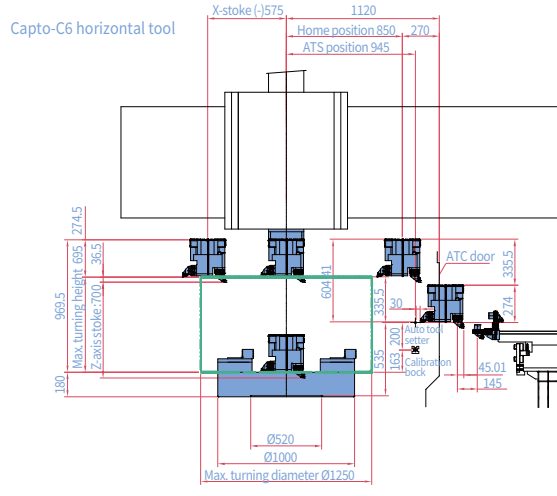 X-stoke (-)575
1120
Capto-C6 horizontal tool
Home position 850
270
ATS position 945
274.5
ATC door
36.5
695
Max. turning height
Z-axis stoke:700
969.5
604.41
335.5
335.5
274
30
200
Auto tool
setter
163
Calibration
bock
535
45.01
145
180
Ø520
Ø1000
Max. turning diameter Ø1250